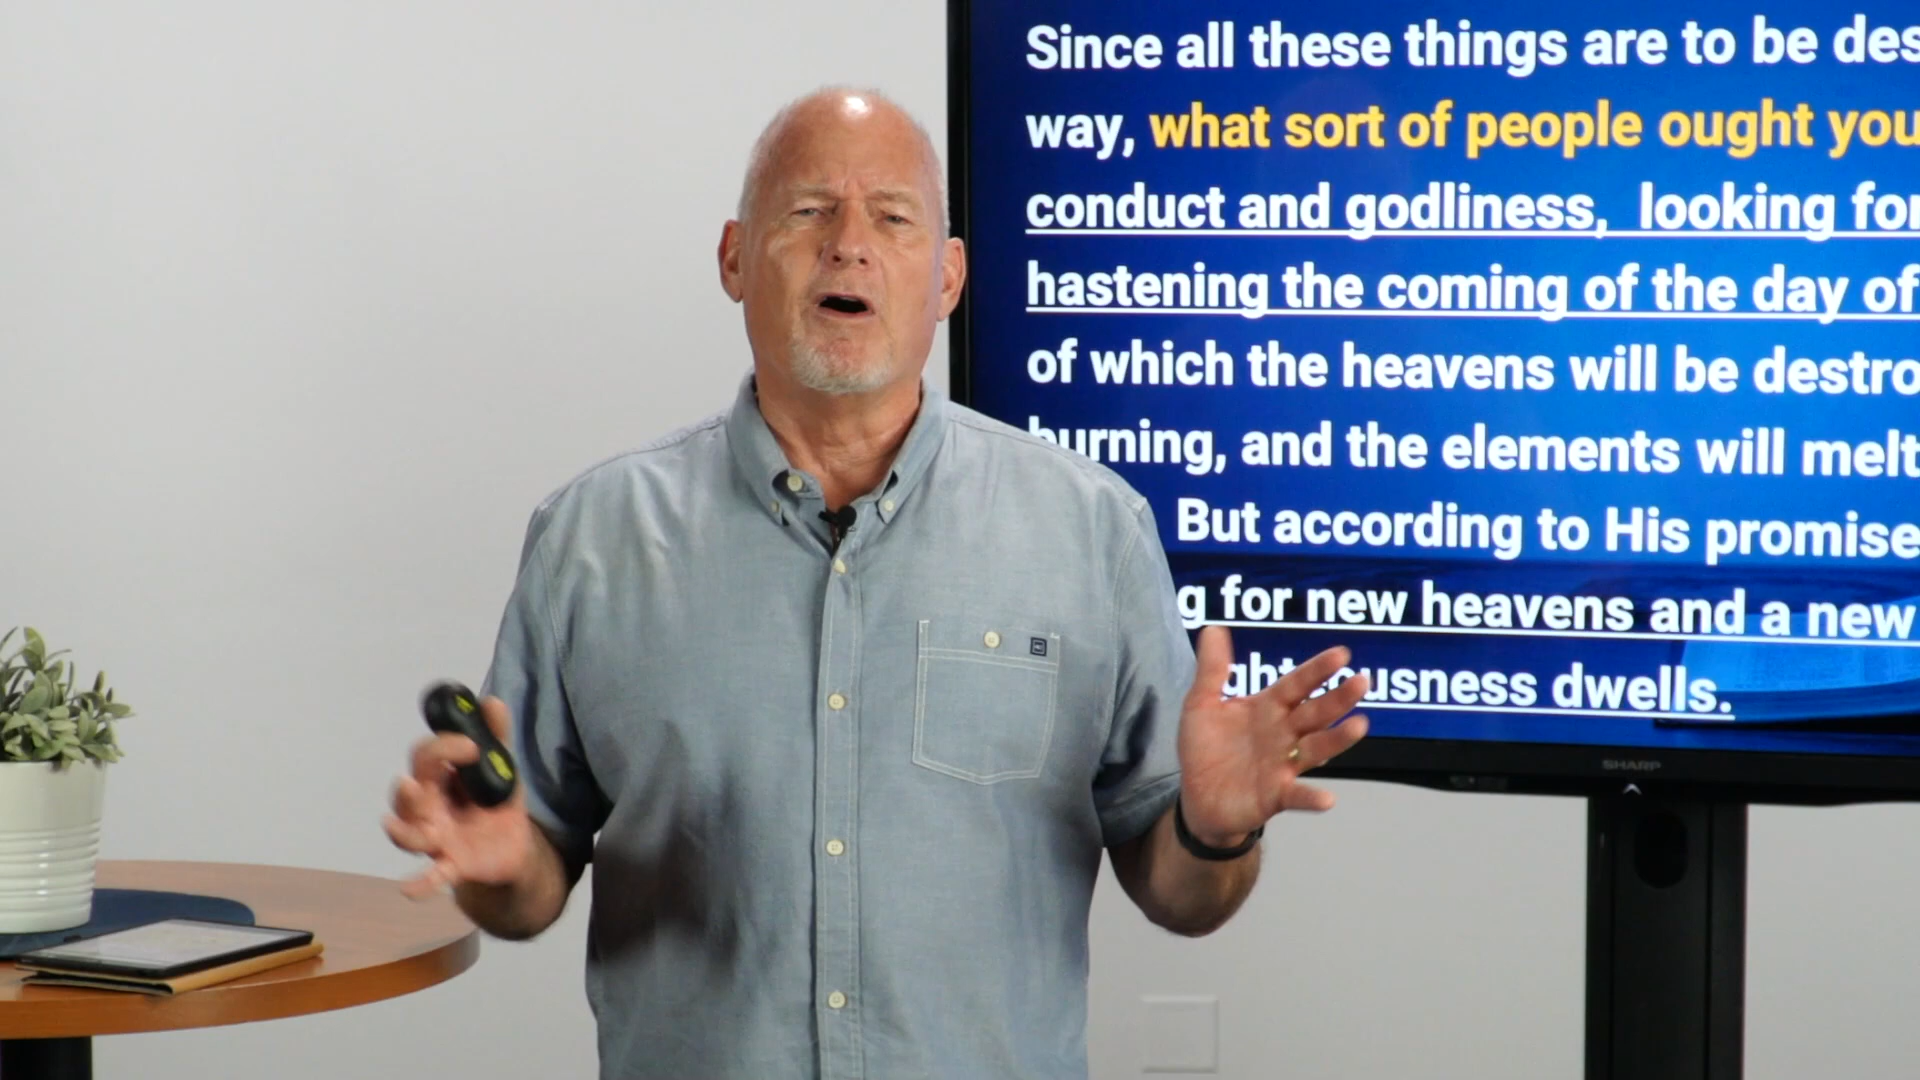 Since all these things are to be des
way, what sort of people ought you
conduct and godliness, looking for
hastening the coming of the day of
of which the heavens will be destro
burning, and the elements will melt
But according to His promise
g for new heavens and a new
ghteousness dwells.
SHARP